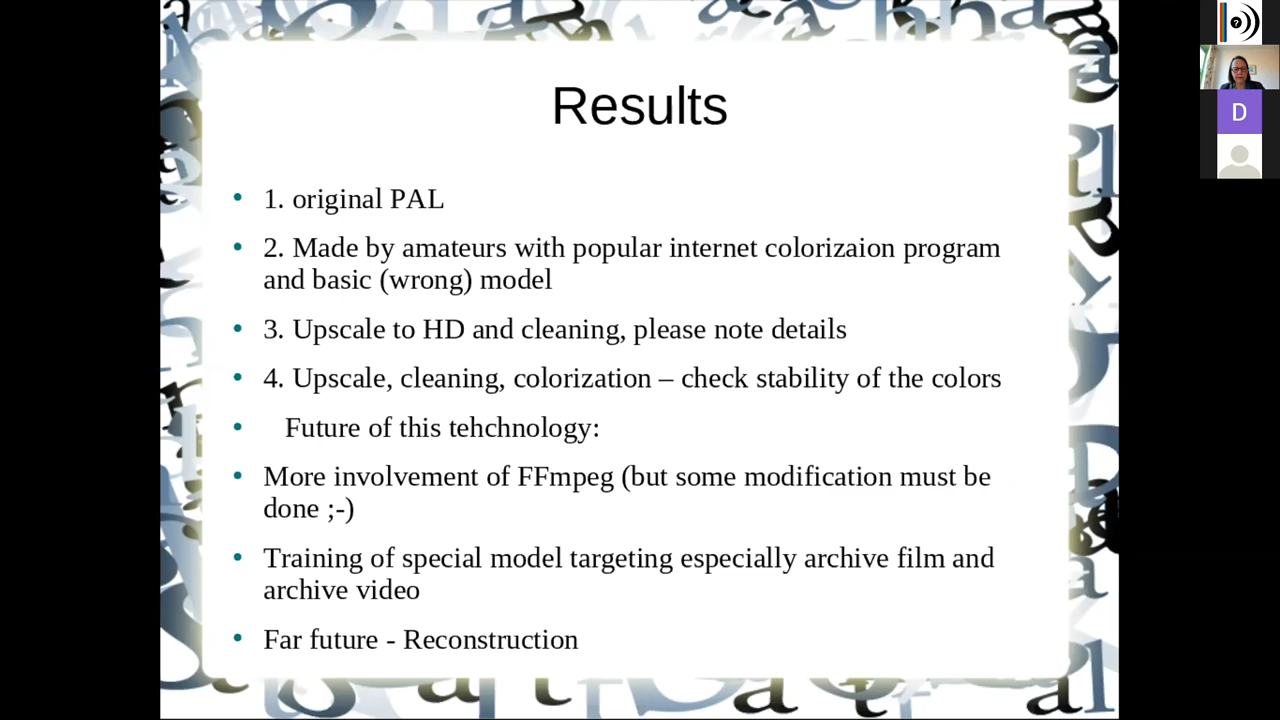 Results
1. original PAL
2. Made by amateurs with popular internet colorizaion program
and basic (wrong) model
3. Upscale to HD and cleaning, please note details
4. Upscale, cleaning, colorization – check stability of the colors
Future of this tehchnology:
More involvement of FFmpeg (but some modification must be
done ;-)
Training of special model targeting especially archive film and
archive video
Far future - Reconstruction
D